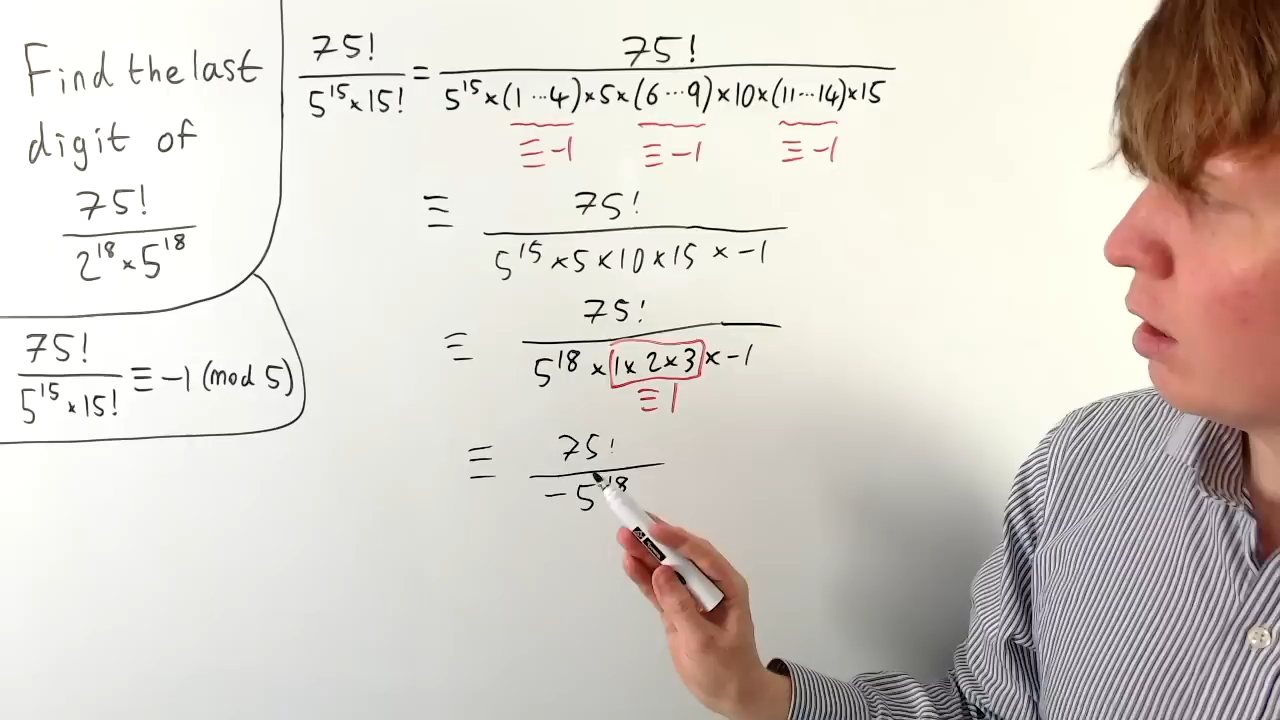 Find the last
digit of
75!
2^18 × 5^18
75!
5^15 × 15!
≡ -1 (mod 5)
75! / (5^15 × 15!) = 75! / (5^15 × (1 ··· 4) × 5 × (6 ··· 9) × 10 × (11 ··· 14) × 15)
≡ -1 ≡ -1 ≡ -1
≡ 75! / (5^15 × 5 × 10 × 15 × -1)
≡ 75! / (5^18 × 1 × 2 × 3 × -1)
≡ 1
≡ 75! / (-5^18)